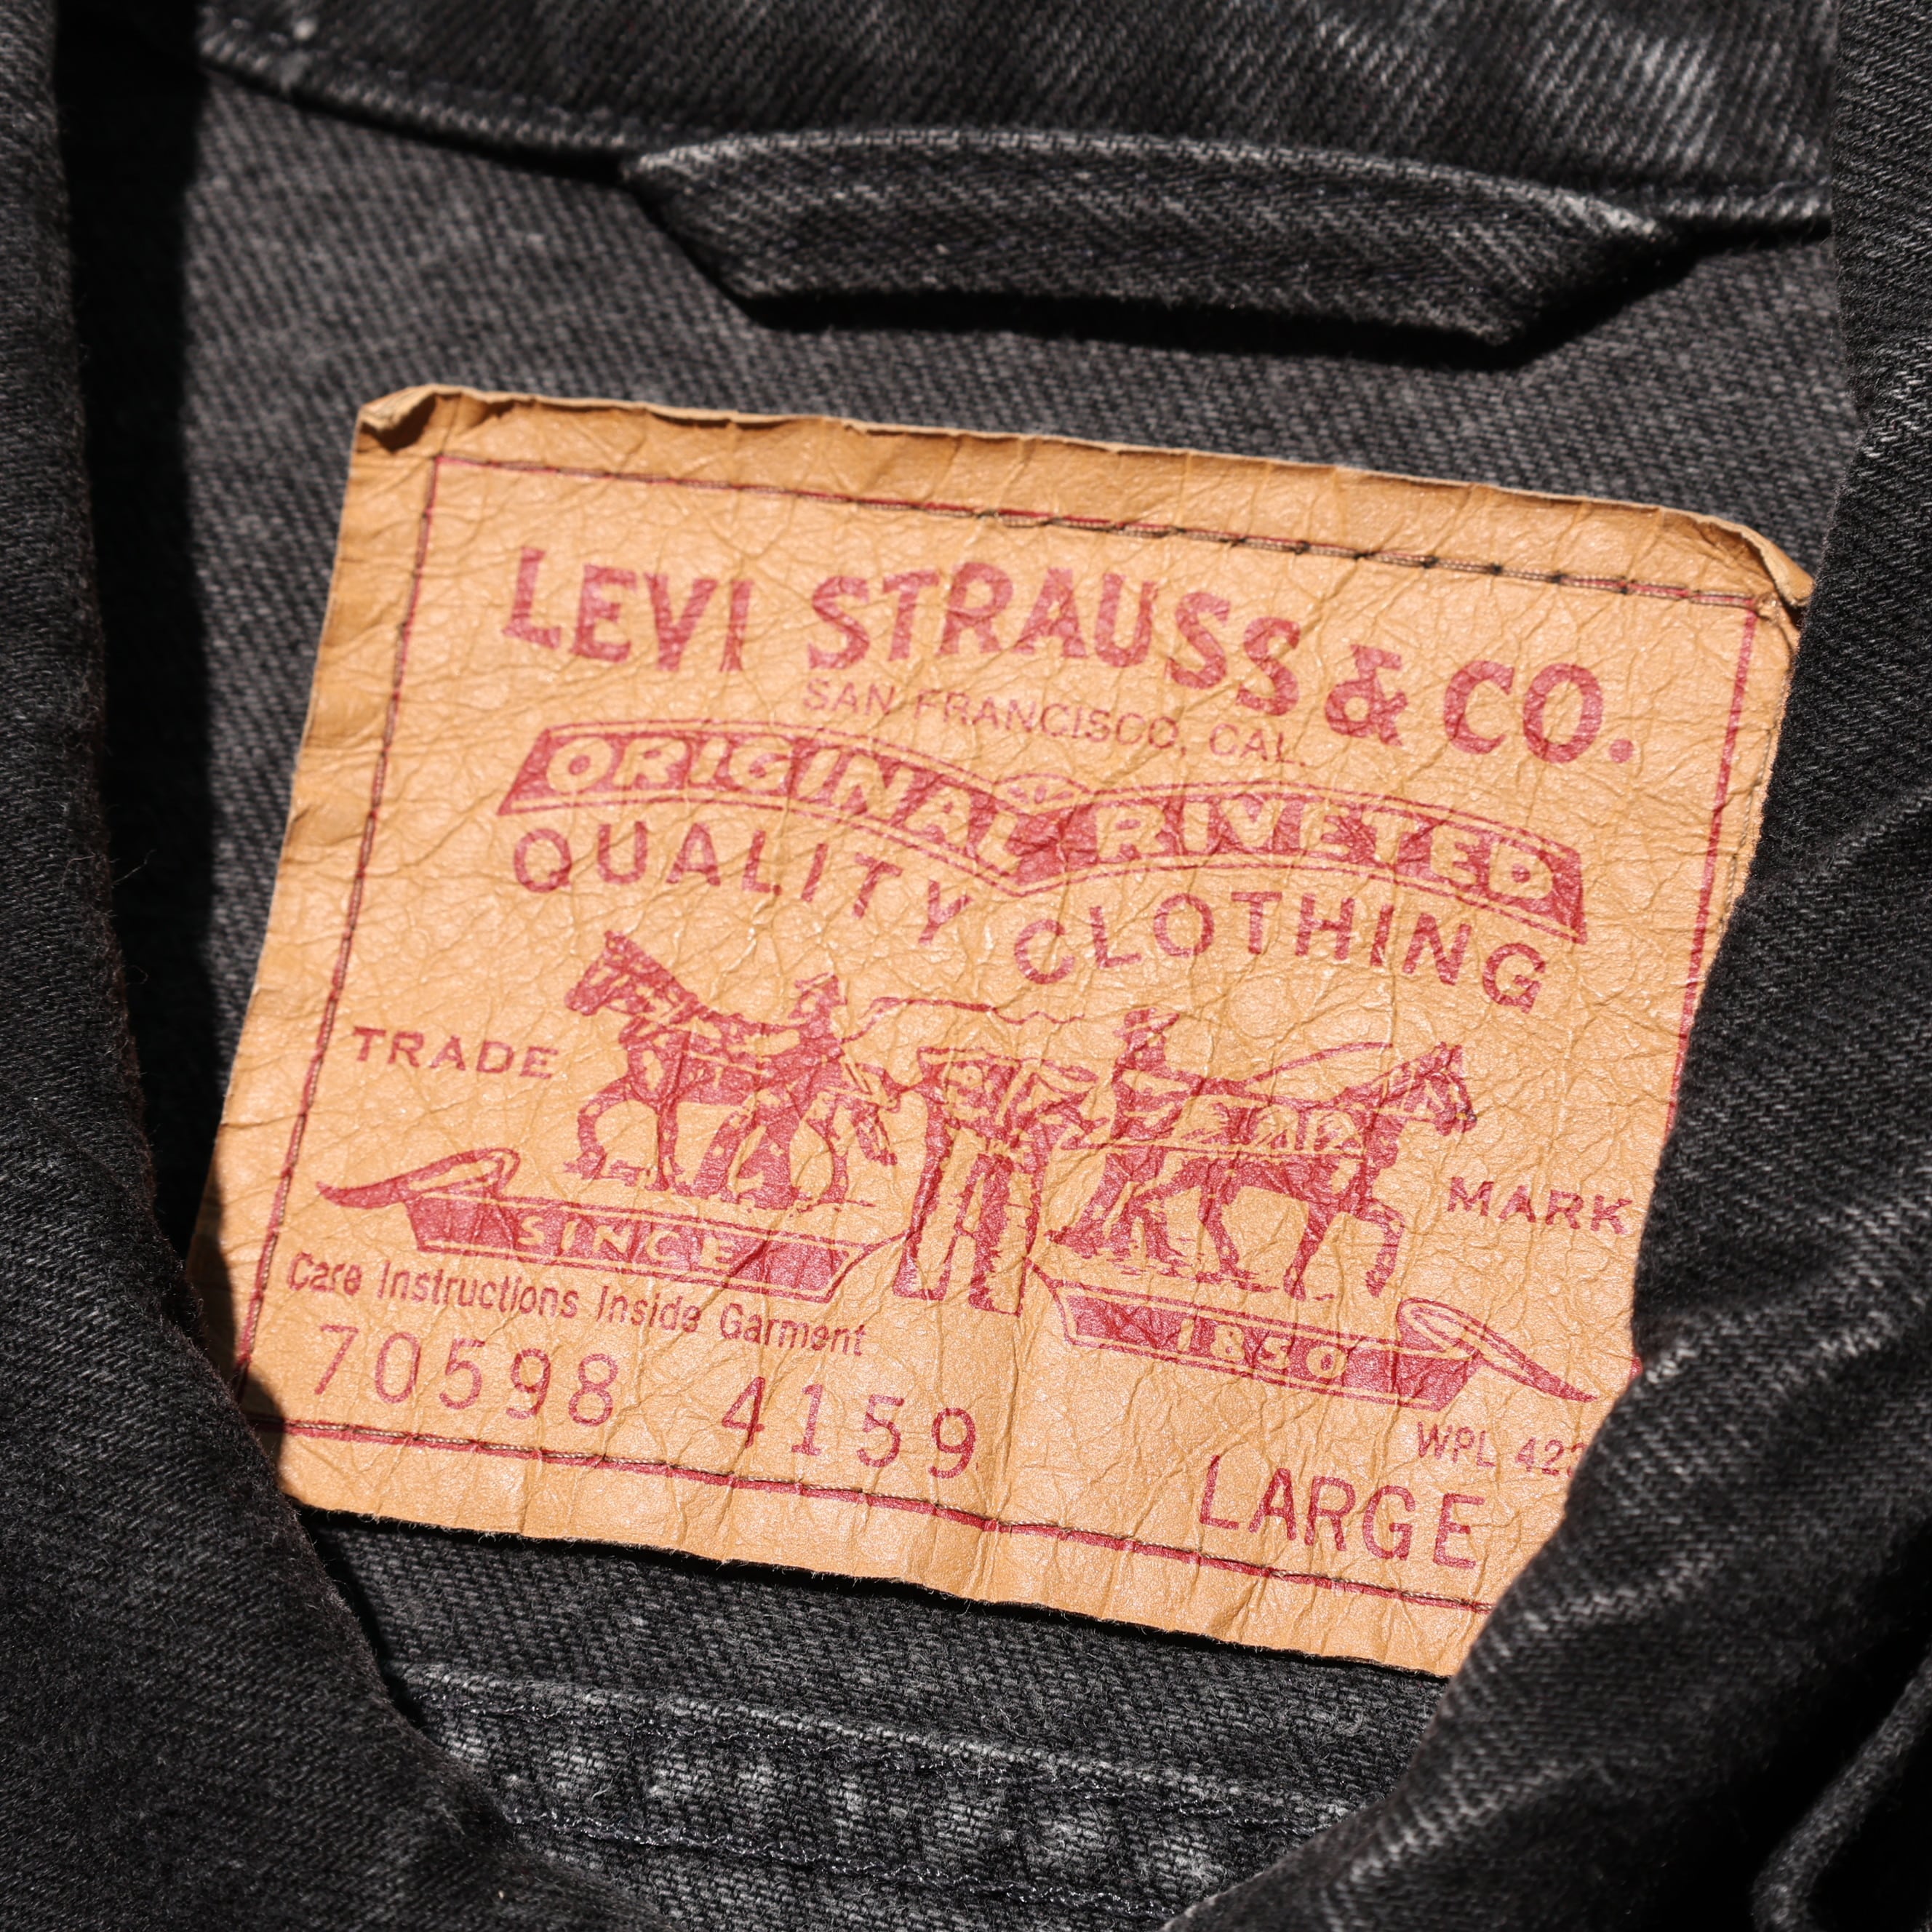 LEVI STRAUSS & CO.
SAN FRANCISCO, CAL.
ORIGINAL RIVETED
QUALITY CLOTHING
TRADE MARK
SINCE 1850
Care Instructions Inside Garment
70598 4159
WPL 423
LARGE